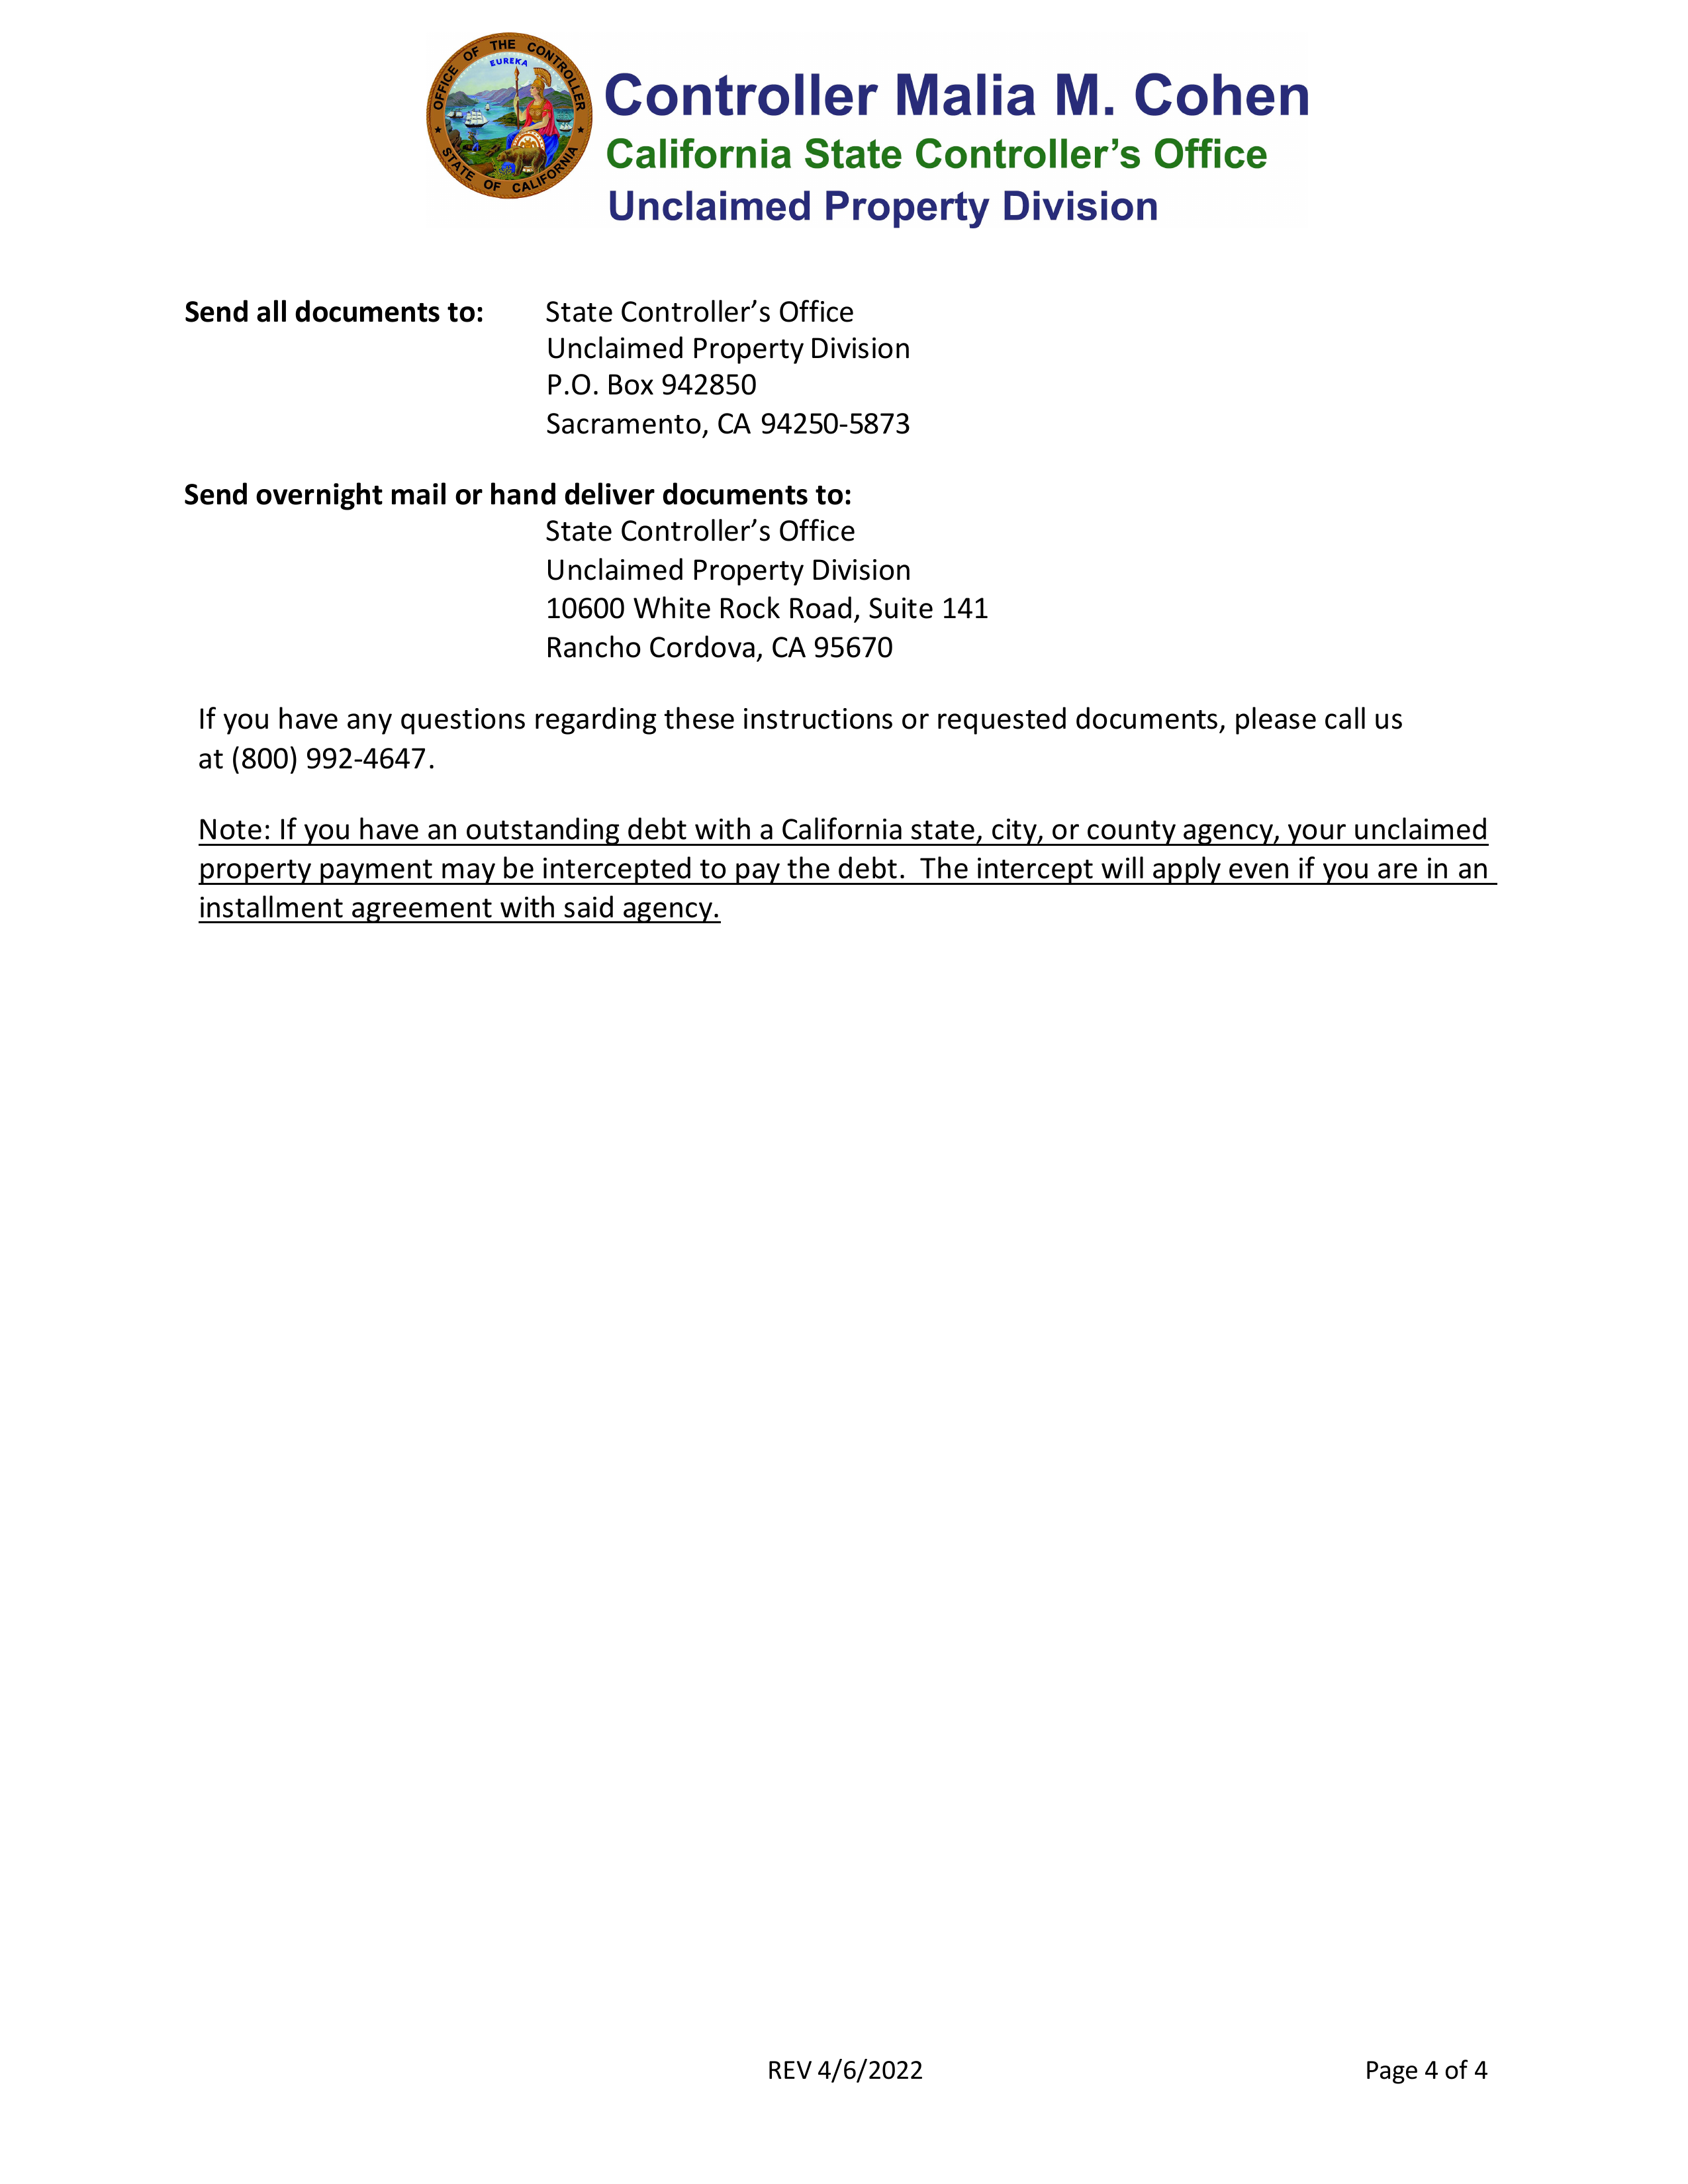 OFFICE OF THE CONTROLLER
EUREKA
STATE OF CALIFORNIA
Controller Malia M. Cohen
California State Controller’s Office
Unclaimed Property Division
Send all documents to: State Controller’s Office
Unclaimed Property Division
P.O. Box 942850
Sacramento, CA 94250-5873
Send overnight mail or hand deliver documents to:
State Controller’s Office
Unclaimed Property Division
10600 White Rock Road, Suite 141
Rancho Cordova, CA 95670
If you have any questions regarding these instructions or requested documents, please call us
at (800) 992-4647.
Note: If you have an outstanding debt with a California state, city, or county agency, your unclaimed
property payment may be intercepted to pay the debt.  The intercept will apply even if you are in an
installment agreement with said agency.
REV 4/6/2022 Page 4 of 4